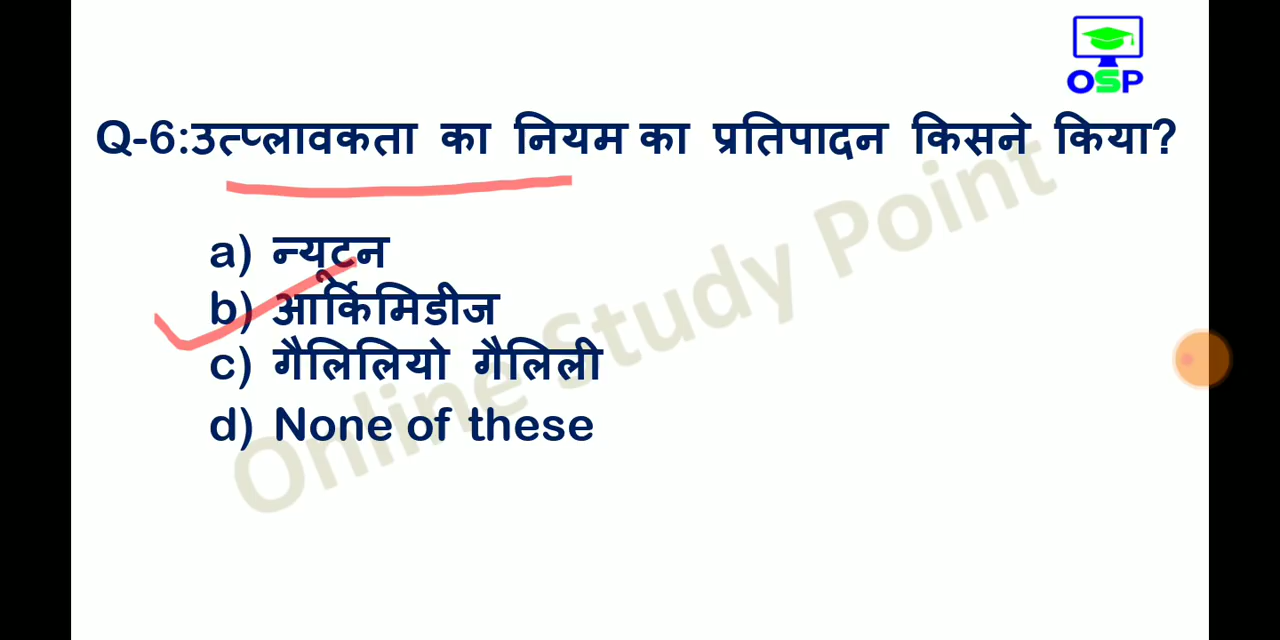 OSP
Q-6:उत्प्लावकता का नियम का प्रतिपादन किसने किया?
a) न्यूटन
b) आर्किमिडीज
c) गैलिलियो गैलिली
d) None of these
Online Study Point